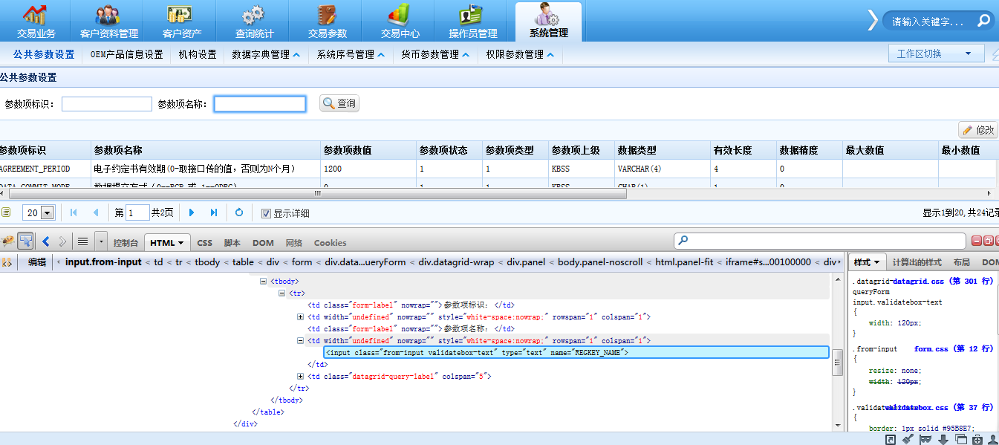 交易业务 客户资料管理 客户资产 查询统计 交易参数 交易中心 操作员管理 系统管理 请输入关键字...
公共参数设置 OEM产品信息设置 机构设置 数据字典管理 系统序号管理 货币参数管理 权限参数管理 工作区切换
公共参数设置
参数项标识： 参数项名称： 查询
修改
参数项标识 参数项名称 参数项数值 参数项状态 参数项类型 参数项上级 数据类型 有效长度 数据精度 最大数值 最小数值
AGREEMENT_PERIOD 电子约定书有效期(0-取接口传的值，否则为N个月) 1200 1 1 KBSS VARCHAR(4) 4 0
DATA_COMMIT_MODE 数据提交方式 0 1 1 KBSS CHAR(1) 1 0
20 第 1 共2页 显示详细 显示1到20,共24记录
控制台 HTML CSS 脚本 DOM 网络 Cookies
编辑 input.from-input < td < tr < tbody < table < div < form < div.data...ueryForm < div.datagrid-wrap < div.panel < body.panel-noscroll < html.panel-fit < iframe#s...00100000 < div 样式 计算出的样式 布局 DOM
<tbody>
<tr>
<td class="form-label" nowrap="">参数项标识：</td>
<td width="undefined" nowrap="" style="white-space:nowrap;" rowspan="1" colspan="1">
<td class="form-label" nowrap="">参数项名称：</td>
<td width="undefined" nowrap="" style="white-space:nowrap;" rowspan="1" colspan="1">
<input class="from-input validatebox-text" type="text" name="REGKEY_NAME">
</td>
<td class="datagrid-query-label" colspan="5">
</tr>
</tbody>
</table>
</div>
.datagrid-datagrid.css (第 301 行)
queryForm
input.validatebox-text
{
width: 120px;
}
.from-input form.css (第 12 行)
{
resize: none;
width: 120px;
}
.validatebox.css (第 37 行)
{
border: 1px solid #95B8E7;